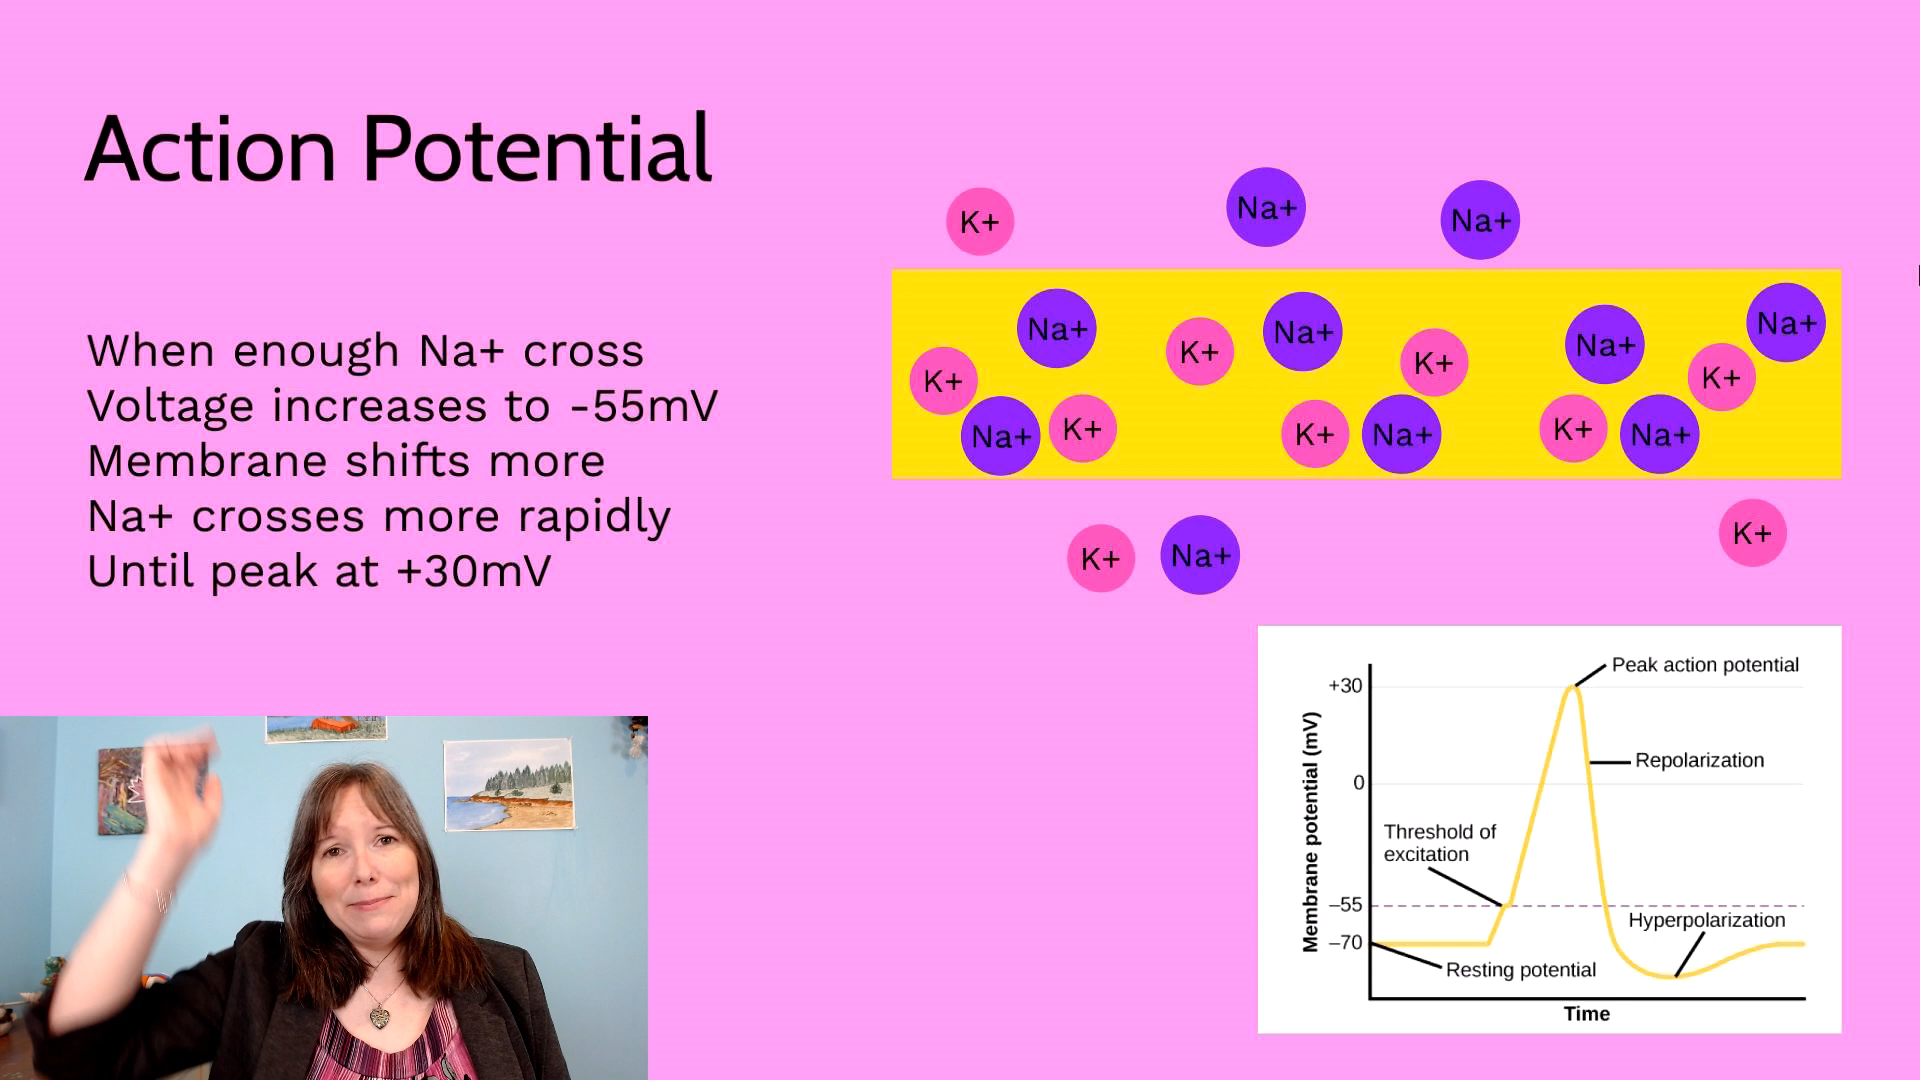 Action Potential
When enough Na+ cross
Voltage increases to -55mV
Membrane shifts more
Na+ crosses more rapidly
Until peak at +30mV
K+
Na+
Na+
Na+
K+
Na+
K+
Na+
K+
Na+
K+
Na+
K+
K+
Na+
K+
Na+
K+
Na+
K+
Peak action potential
+30
Repolarization
0
Threshold of
excitation
–55
Hyperpolarization
–70
Resting potential
Membrane potential (mV)
Time